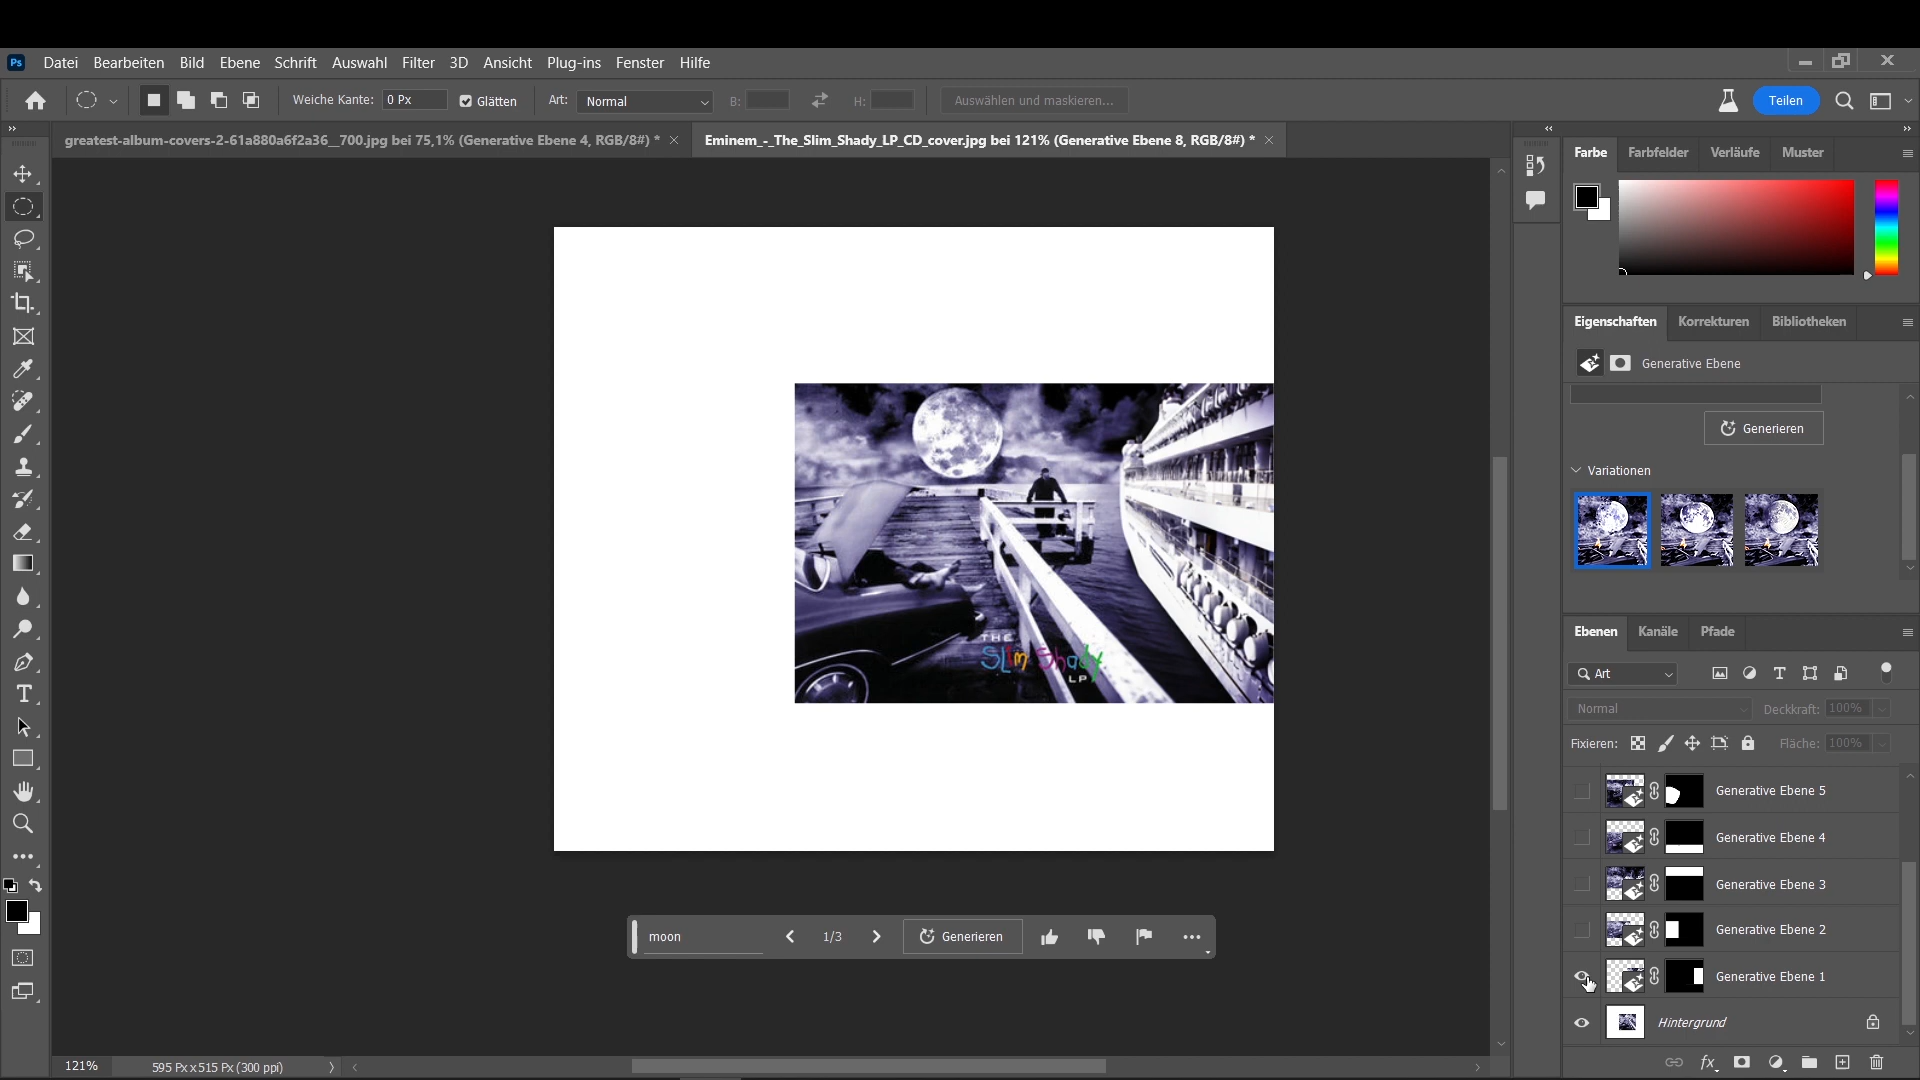 Ps Datei Bearbeiten Bild Ebene Schrift Auswahl Filter 3D Ansicht Plug-ins Fenster Hilfe
Weiche Kante: 0 Px Glätten Art: Normal B: H: Auswählen und maskieren... Teilen
greatest-album-covers-2-61a880a6f2a36__700.jpg bei 75,1% (Generative Ebene 4, RGB/8#) *
Eminem_-_The_Slim_Shady_LP_CD_cover.jpg bei 121% (Generative Ebene 8, RGB/8#) *
Farbe Farbfelder Verläufe Muster
Eigenschaften Korrekturen Bibliotheken
Generative Ebene
Generieren
Variationen
THE
Slim Shady
LP
Ebenen Kanäle Pfade
Art
Normal Deckkraft: 100%
Fixieren: Fläche: 100%
Generative Ebene 5
Generative Ebene 4
Generative Ebene 3
Generative Ebene 2
Generative Ebene 1
Hintergrund
fx
moon 1/3 Generieren
121% 595 Px x 515 Px (300 ppi)